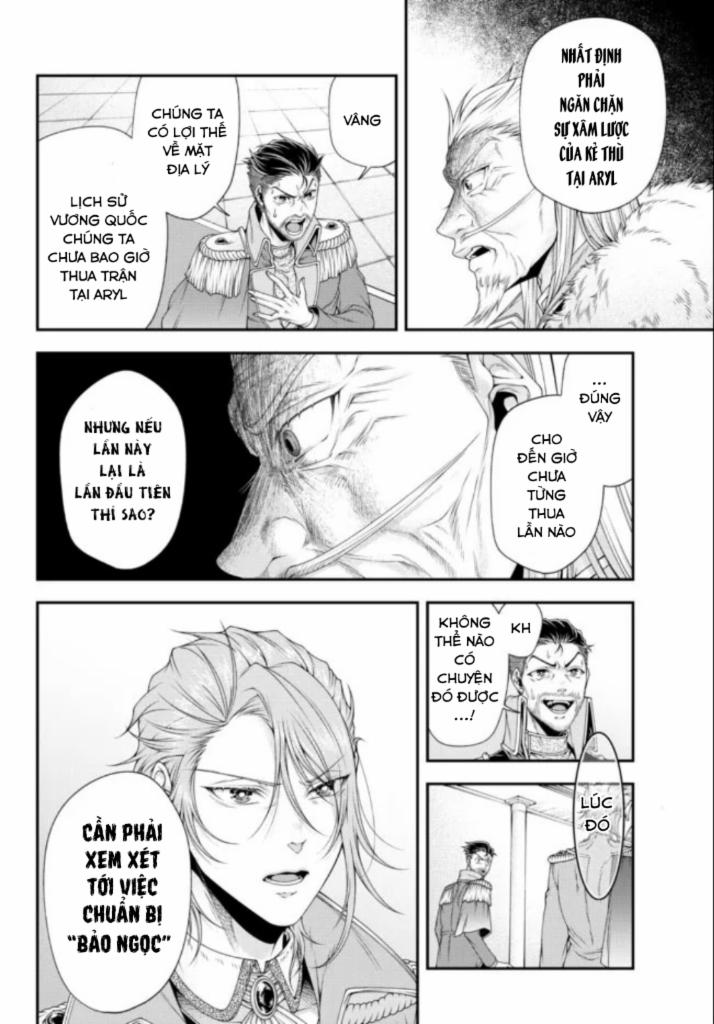 NHẤT ĐỊNH
PHẢI
NGĂN CHẶN
SỰ XÂM LƯỢC
CỦA KẺ THÙ
TẠI ARYL
VÂNG
CHÚNG TA
CÓ LỢI THẾ
VỀ MẶT
ĐỊA LÝ
LỊCH SỬ
VƯƠNG QUỐC
CHÚNG TA
CHƯA BAO GIỜ
THUA TRẬN
TẠI ARYL
...
ĐÚNG
VẬY
CHO
ĐẾN GIỜ
CHƯA
TỪNG
THUA
LẦN NÀO
NHƯNG NẾU
LẦN NÀY
LẠI LÀ
LẦN ĐẦU TIÊN
THÌ SAO?
KH
KHÔNG
THỂ NÀO
CÓ
CHUYỆN
ĐÓ ĐƯỢC
...!
LÚC
ĐÓ
CẦN PHẢI
XEM XÉT
TỚI VIỆC
CHUẨN BỊ
“BẢO NGỌC”